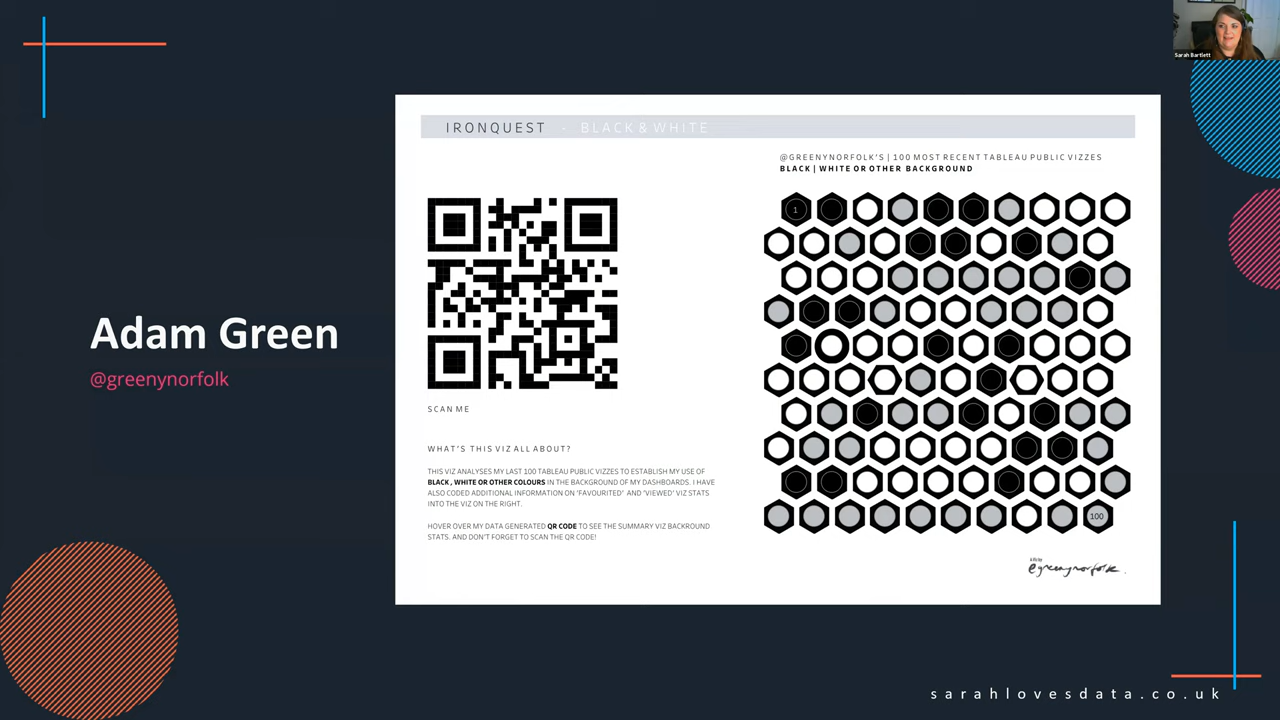 Sarah Bartlett
IRONQUEST - BLACK & WHITE
@GREENYNORFOLK'S | 100 MOST RECENT TABLEAU PUBLIC VIZZES
BLACK | WHITE OR OTHER BACKGROUND
1
Adam Green
@greenynorfolk
SCAN ME
WHAT'S THIS VIZ ALL ABOUT?
THIS VIZ ANALYSES MY LAST 100 TABLEAU PUBLIC VIZZES TO ESTABLISH MY USE OF
BLACK, WHITE OR OTHER COLOURS IN THE BACKGROUND OF MY DASHBOARDS. I HAVE
ALSO CODED ADDITIONAL INFORMATION ON 'FAVOURITED' AND 'VIEWED' VIZ STATS
INTO THE VIZ ON THE RIGHT.
HOVER OVER MY DATA GENERATED QR CODE TO SEE THE SUMMARY VIZ BACKROUND
STATS. AND DON'T FORGET TO SCAN THE QR CODE!
100
@greenynorfolk.
sarahlovesdata.co.uk